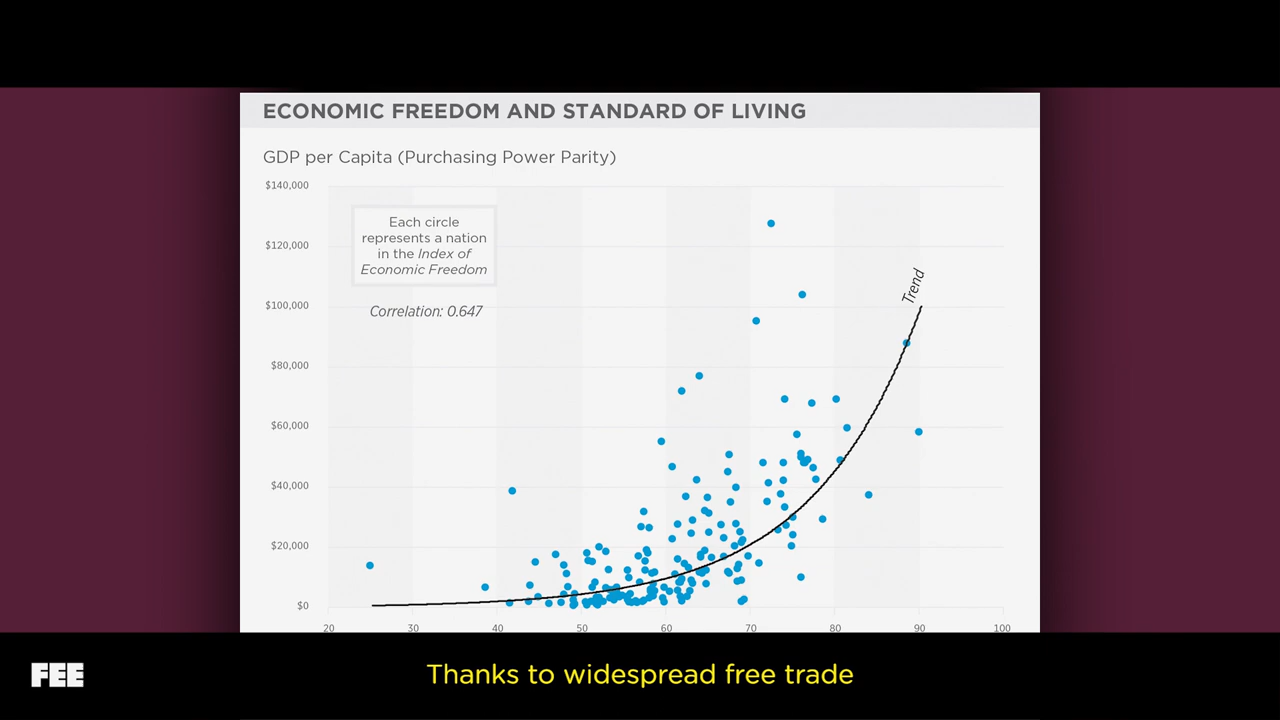 ECONOMIC FREEDOM AND STANDARD OF LIVING
GDP per Capita (Purchasing Power Parity)
$140,000
$120,000
$100,000
$80,000
$60,000
$40,000
$20,000
$0
Each circle
represents a nation
in the Index of
Economic Freedom
Correlation: 0.647
Trend
20 30 40 50 60 70 80 90 100
FEE
Thanks to widespread free trade